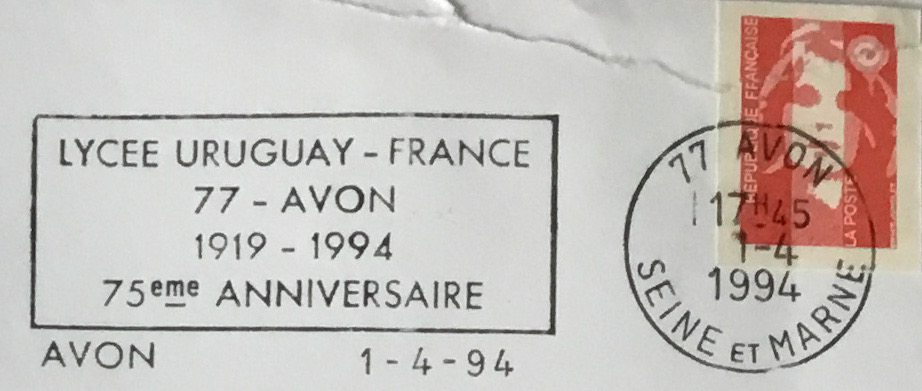 LYCEE URUGUAY - FRANCE
77 - AVON
1919 - 1994
75eme ANNIVERSAIRE
AVON 1 - 4 - 94
77 AVON
17H45
1-4
1994
SEINE ET MARNE
REPUBLIQUE FRANÇAISE
LA POSTE